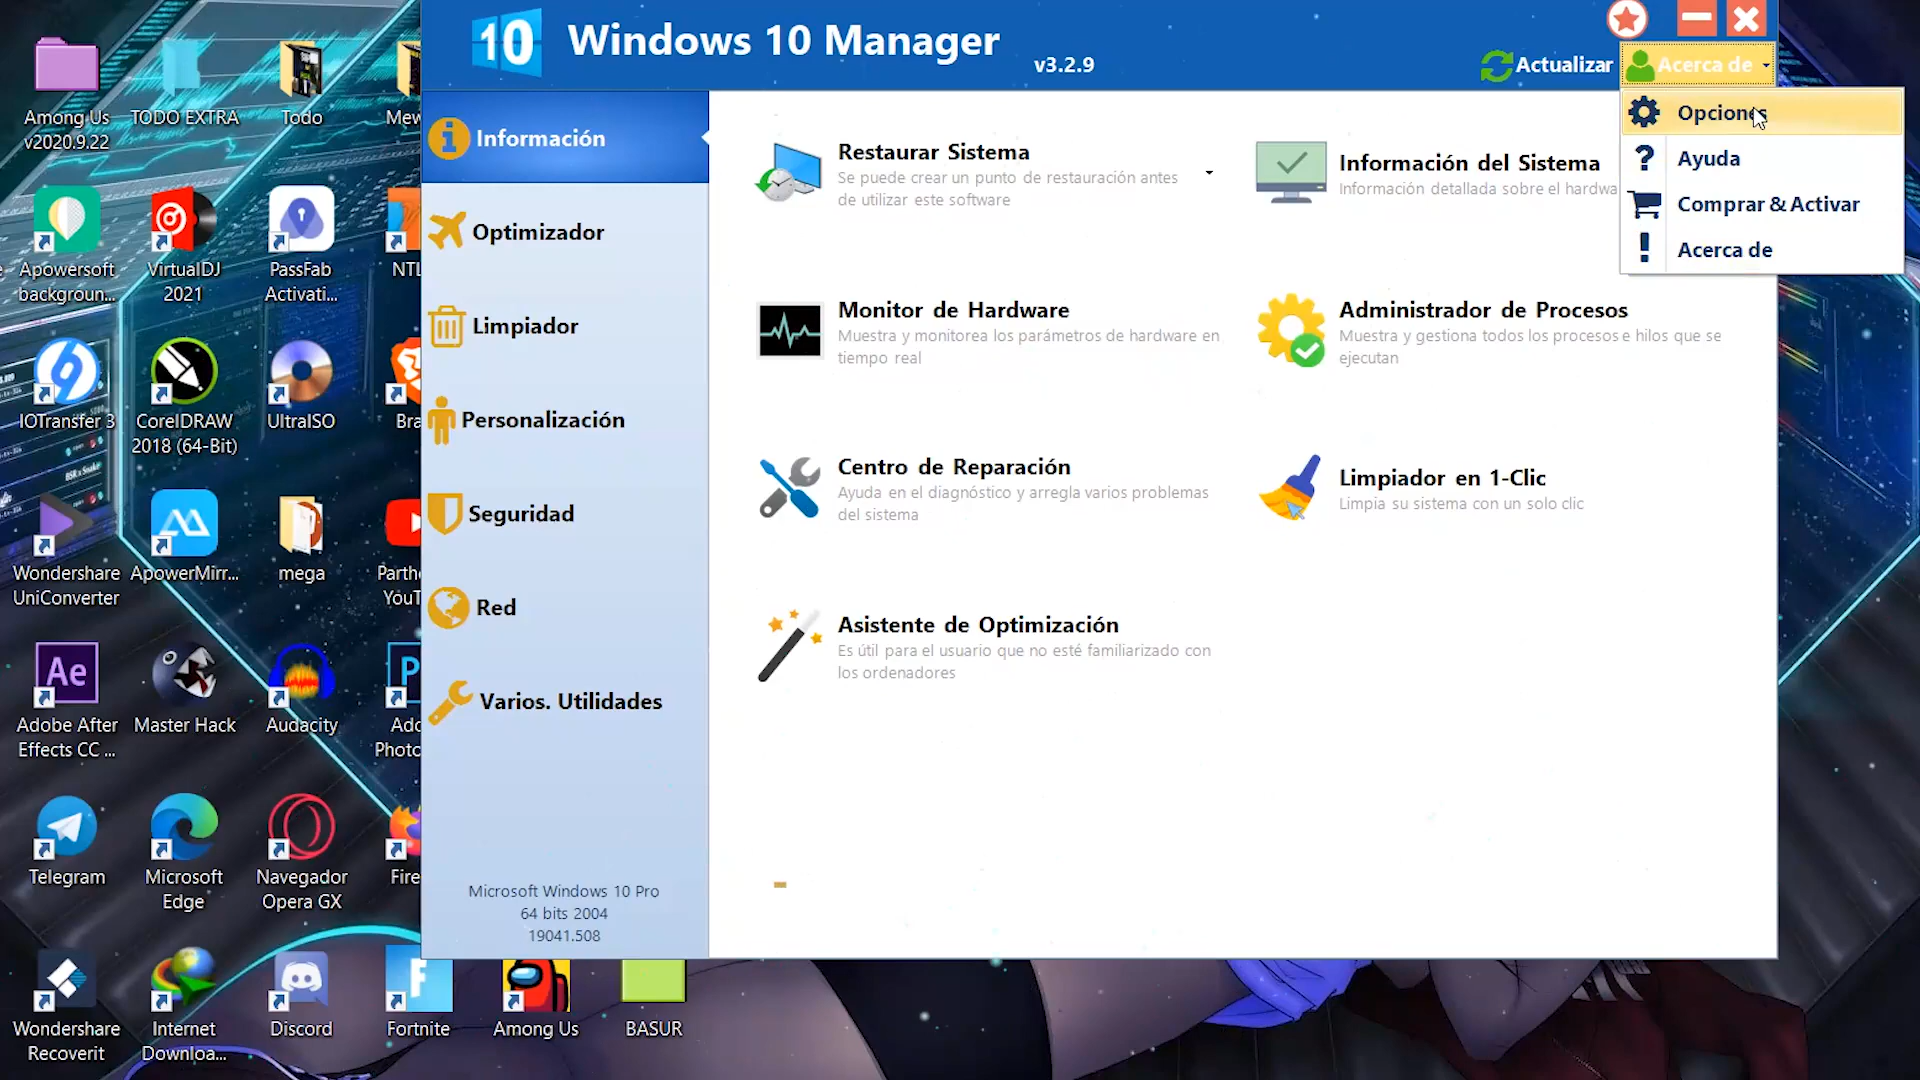 10 Windows 10 Manager
v3.2.9
Actualizar
Acerca de
Opciones
Ayuda
Comprar & Activar
Acerca de
Información
Optimizador
Limpiador
Personalización
Seguridad
Red
Varios. Utilidades
Microsoft Windows 10 Pro
64 bits 2004
19041.508
Restaurar Sistema
Se puede crear un punto de restauración antes
de utilizar este software
Información del Sistema
Información detallada sobre el hardwa
Monitor de Hardware
Muestra y monitorea los parámetros de hardware en
tiempo real
Administrador de Procesos
Muestra y gestiona todos los procesos e hilos que se
ejecutan
Centro de Reparación
Ayuda en el diagnóstico y arregla varios problemas
del sistema
Limpiador en 1-Clic
Limpia su sistema con un solo clic
Asistente de Optimización
Es útil para el usuario que no esté familiarizado con
los ordenadores
Among Us
v2020.9.22
TODO EXTRA
Todo
Mew
Apowersoft
backgroun...
VirtualDJ
2021
PassFab
Activati...
NTL
IOTransfer 3
CorelDRAW
2018 (64-Bit)
UltraISO
Bra
Wondershare
UniConverter
ApowerMirr...
mega
Parthe
YouT
Ae
Adobe After
Effects CC ...
Master Hack
Audacity
P
Ado
Photo
Telegram
Microsoft
Edge
Navegador
Opera GX
Fire
Wondershare
Recoverit
Internet
Downloa...
Discord
F
Fortnite
Among Us
BASUR